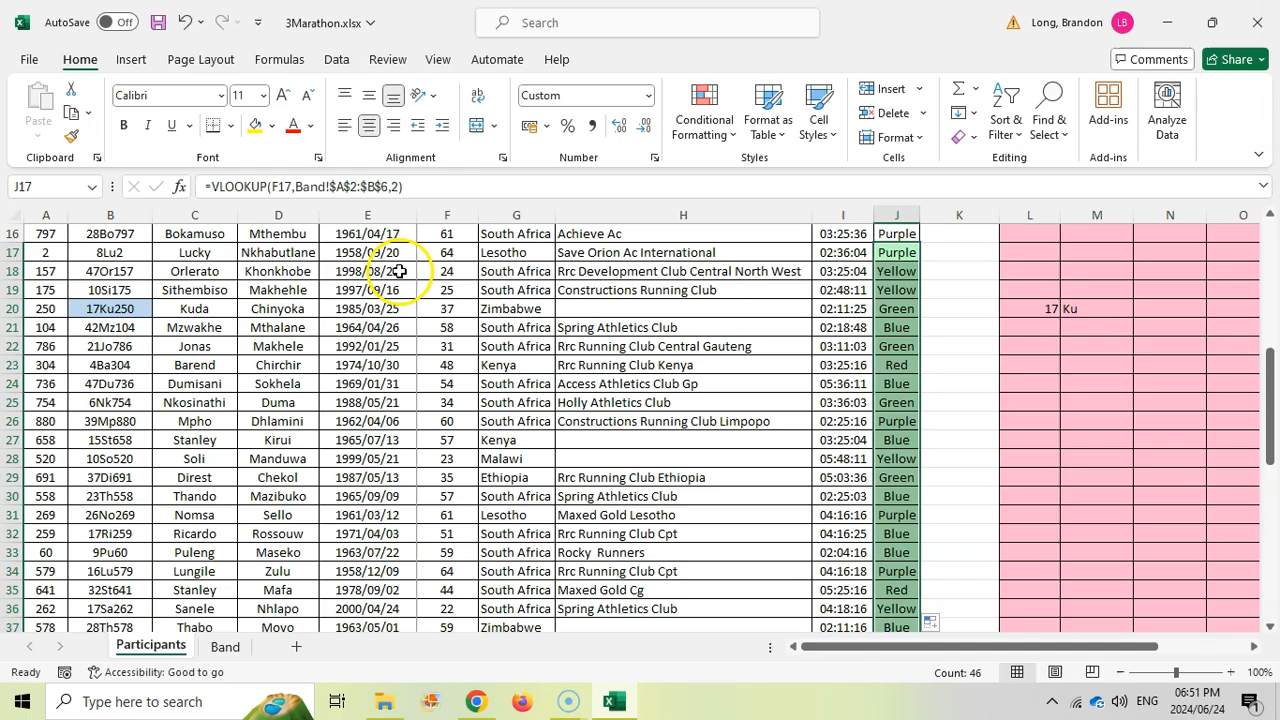 AutoSave Off 3Marathon.xlsx Search Long, Brandon LB
File Home Insert Page Layout Formulas Data Review View Automate Help Comments Share
Paste Calibri 11 Custom Conditional Formatting Format as Table Cell Styles Insert Delete Format Sort & Filter Find & Select Add-ins Analyze Data
Clipboard Font Alignment Number Styles Cells Editing Add-ins
J17 =VLOOKUP(F17,Band!$A$2:$B$6,2)
A B C D E F G H I J K L M N O
16 797 28Bo797 Bokamuso Mthembu 1961/04/17 61 South Africa Achieve Ac 03:25:36 Purple
17 2 8Lu2 Lucky Nkhabutlane 1958/09/20 64 Lesotho Save Orion Ac International 02:36:04 Purple
18 157 47Or157 Orlerato Khonkhobe 1998/08/2 24 South Africa Rrc Development Club Central North West 03:25:04 Yellow
19 175 10Si175 Sithembiso Makhehle 1997/09/16 25 South Africa Constructions Running Club 02:48:11 Yellow
20 250 17Ku250 Kuda Chinyoka 1985/03/25 37 Zimbabwe 02:11:25 Green 17 Ku
21 104 42Mz104 Mzwakhe Mthalane 1964/04/26 58 South Africa Spring Athletics Club 02:18:48 Blue
22 786 21Jo786 Jonas Makhele 1992/01/25 31 South Africa Rrc Running Club Central Gauteng 03:11:03 Green
23 304 4Ba304 Barend Chirchir 1974/10/30 48 Kenya Rrc Running Club Kenya 03:25:16 Red
24 736 47Du736 Dumisani Sokhela 1969/01/31 54 South Africa Access Athletics Club Gp 05:36:11 Blue
25 754 6Nk754 Nkosinathi Duma 1988/05/21 34 South Africa Holly Athletics Club 03:36:03 Green
26 880 39Mp880 Mpho Dhlamini 1962/04/06 60 South Africa Constructions Running Club Limpopo 02:25:16 Purple
27 658 15St658 Stanley Kirui 1965/07/13 57 Kenya 03:25:04 Blue
28 520 10So520 Soli Manduwa 1999/05/21 23 Malawi 05:48:11 Yellow
29 691 37Di691 Direst Chekol 1987/05/13 35 Ethiopia Rrc Running Club Ethiopia 05:03:36 Green
30 558 23Th558 Thando Mazibuko 1965/09/09 57 South Africa Spring Athletics Club 02:25:03 Blue
31 269 26No269 Nomsa Sello 1961/03/12 61 Lesotho Maxed Gold Lesotho 04:16:16 Purple
32 259 17Ri259 Ricardo Rossouw 1971/04/03 51 South Africa Rrc Running Club Cpt 04:16:25 Blue
33 60 9Pu60 Puleng Maseko 1963/07/22 59 South Africa Rocky Runners 02:04:16 Blue
34 579 16Lu579 Lungile Zulu 1958/12/09 64 South Africa Rrc Running Club Cpt 04:16:18 Purple
35 641 32St641 Stanley Mafa 1978/09/02 44 South Africa Maxed Gold Cg 05:25:16 Red
36 262 17Sa262 Sanele Nhlapo 2000/04/24 22 South Africa Spring Athletics Club 04:18:16 Yellow
37 578 28Th578 Thabo Moyo 1963/05/01 59 Zimbabwe 02:11:16 Blue
Participants Band
Ready Accessibility: Good to go Count: 46 100%
Type here to search ENG 06:51 PM 2024/06/24